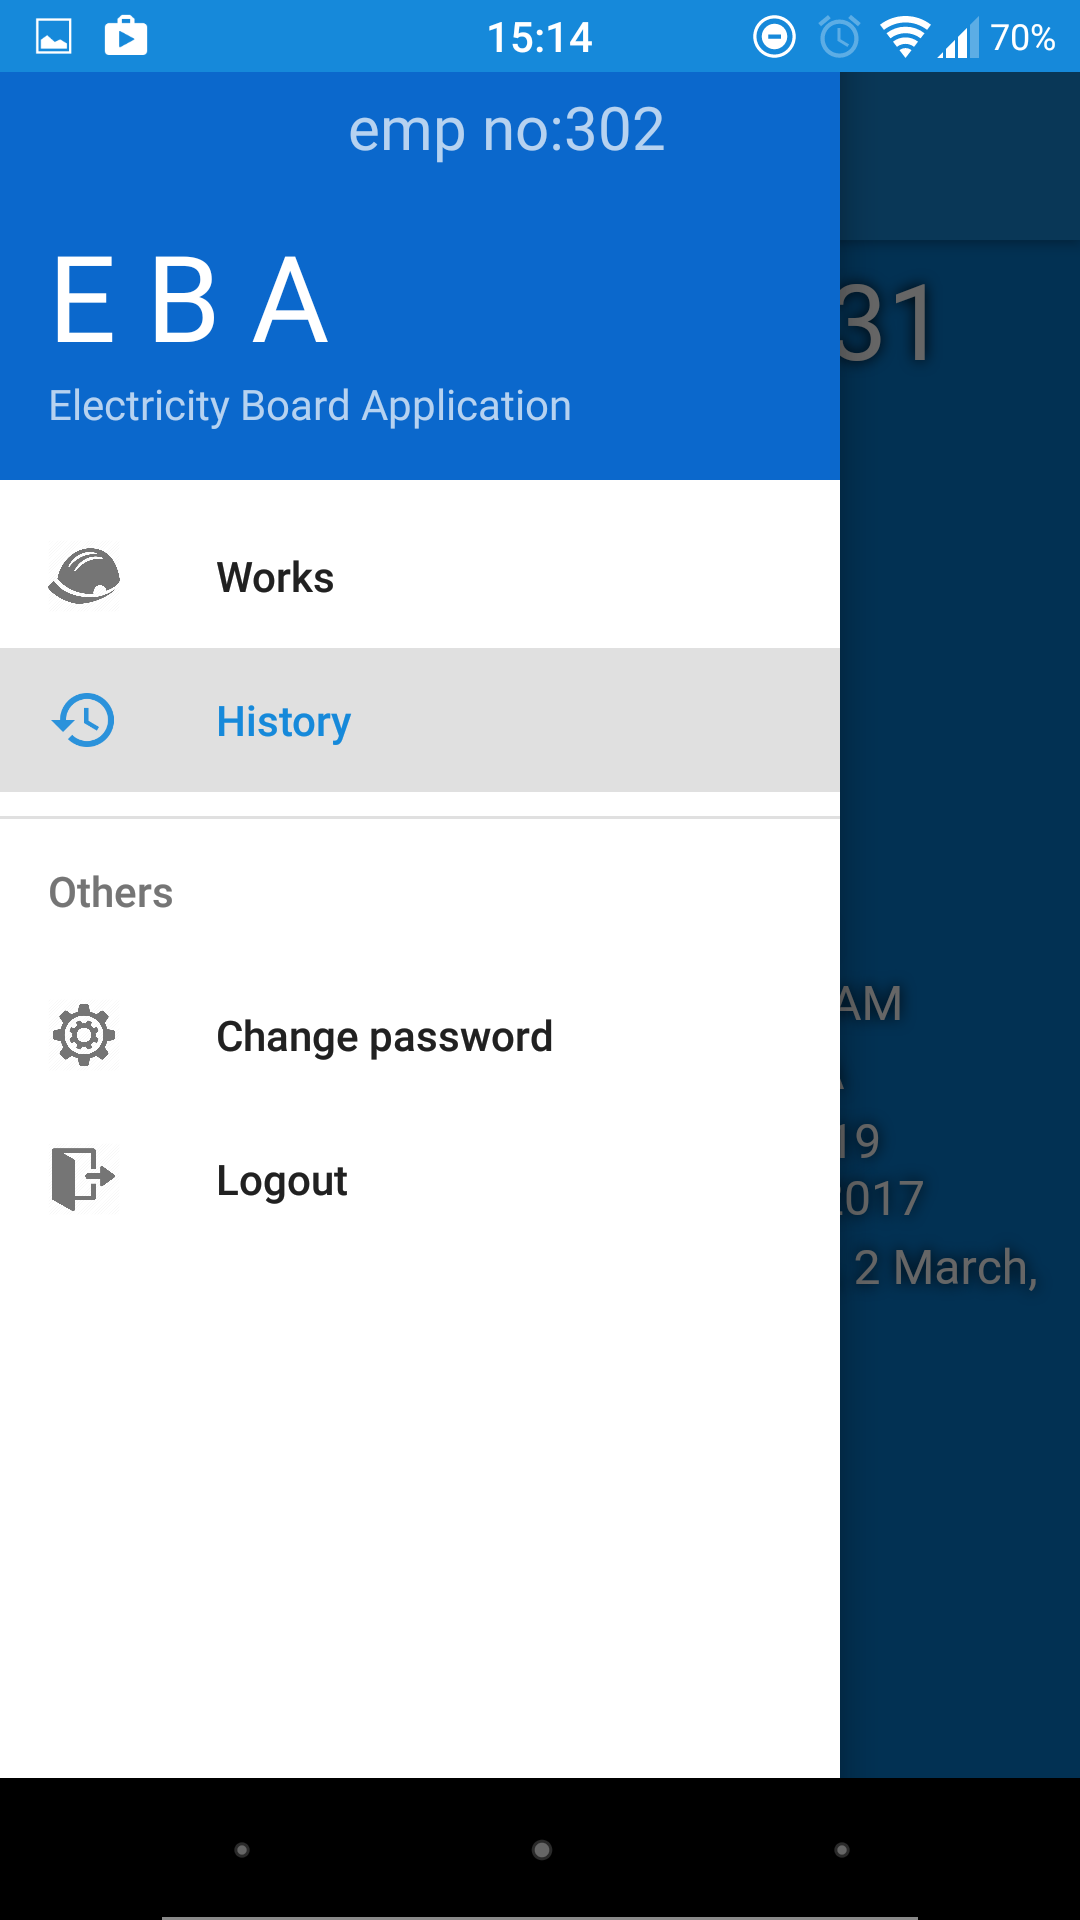 15:14
70%
emp no:302
E B A
Electricity Board Application
Works
History
Others
Change password
Logout
31
AM
19
2017
2 March,